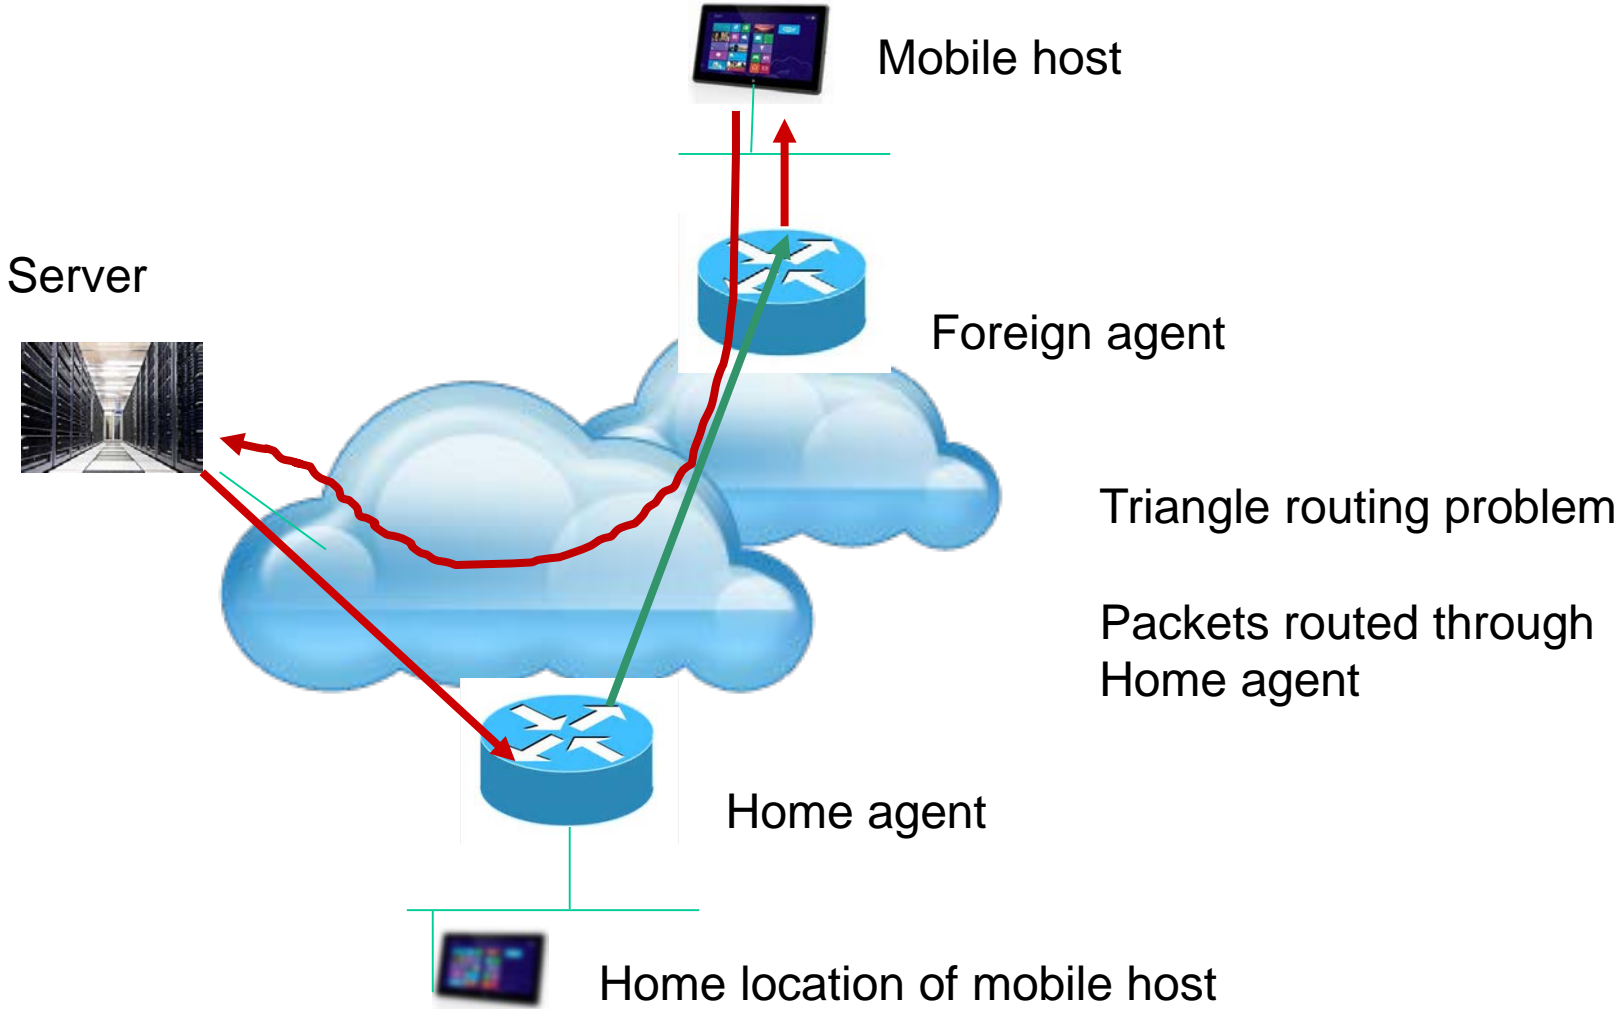 Mobile host
Server
Foreign agent
Triangle routing problem
Packets routed through
Home agent
Home agent
Home location of mobile host